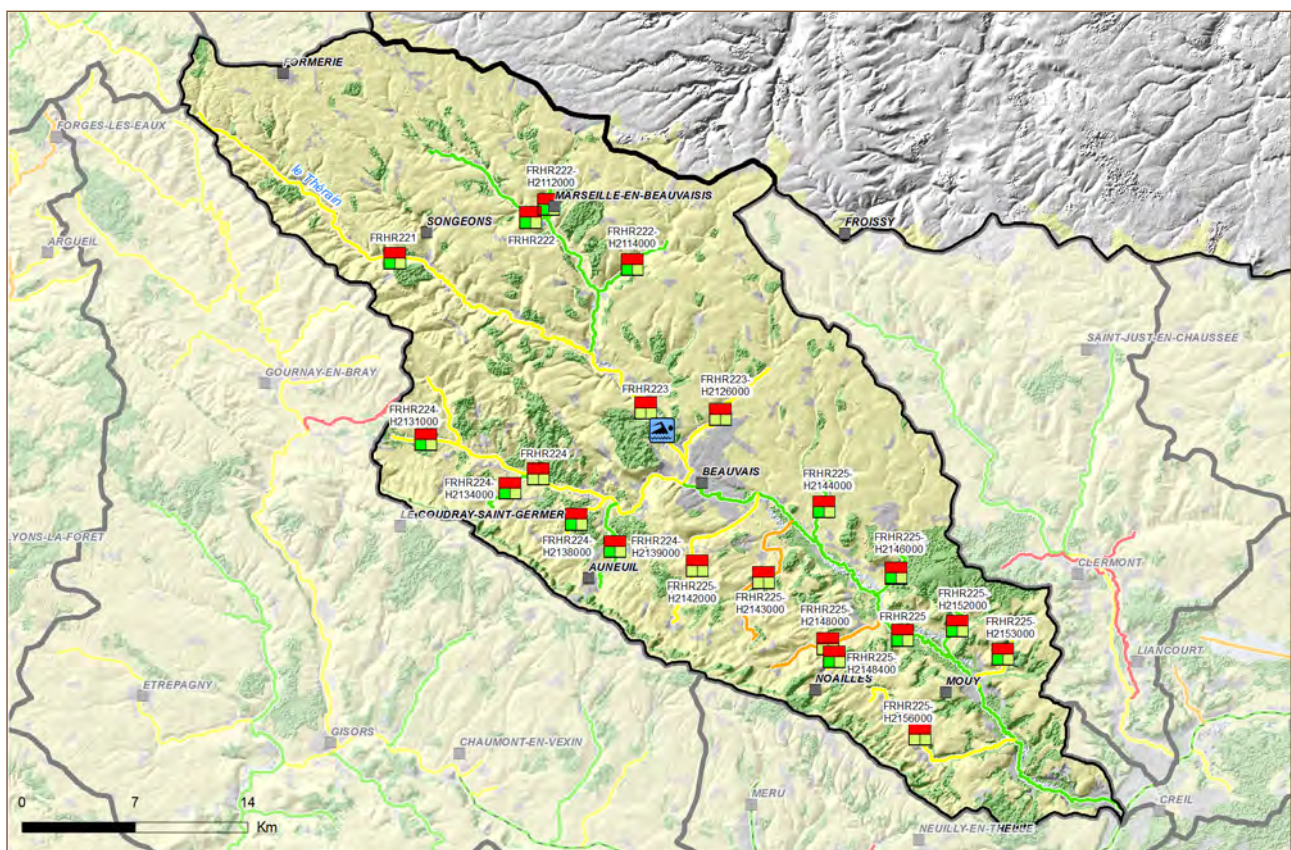 FORMERIE
FORGES-LES-EAUX
FRHR222-
H2112000
MARSEILLE-EN-BEAUVAISIS
le Thérain
SONGEONS
FRHR222
FRHR222-
H2114000
FROISSY
ARGUEIL
FRHR221
SAINT-JUST-EN-CHAUSSEE
GOURNAY-EN-BRAY
FRHR223
FRHR223-
H2126000
FRHR224-
H2131000
FRHR224
BEAUVAIS
FRHR224-
H2134000
FRHR225-
H2144000
LE COUDRAY-SAINT-GERMER
LYONS-LA-FORET
FRHR224-
H2138000
FRHR224-
H2139000
FRHR225-
H2146000
AUNEUIL
CLERMONT
FRHR225-
H2142000
FRHR225-
H2143000
FRHR225-
H2152000
FRHR225-
H2148000
FRHR225
FRHR225-
H2153000
FRHR225-
H2148400
LIANCOURT
ETREPAGNY
NOAILLES
MOUY
FRHR225-
H2156000
GISORS
CHAUMONT-EN-VEXIN
MERU
CREIL
NEUILLY-EN-THELLE
0 7 14
Km